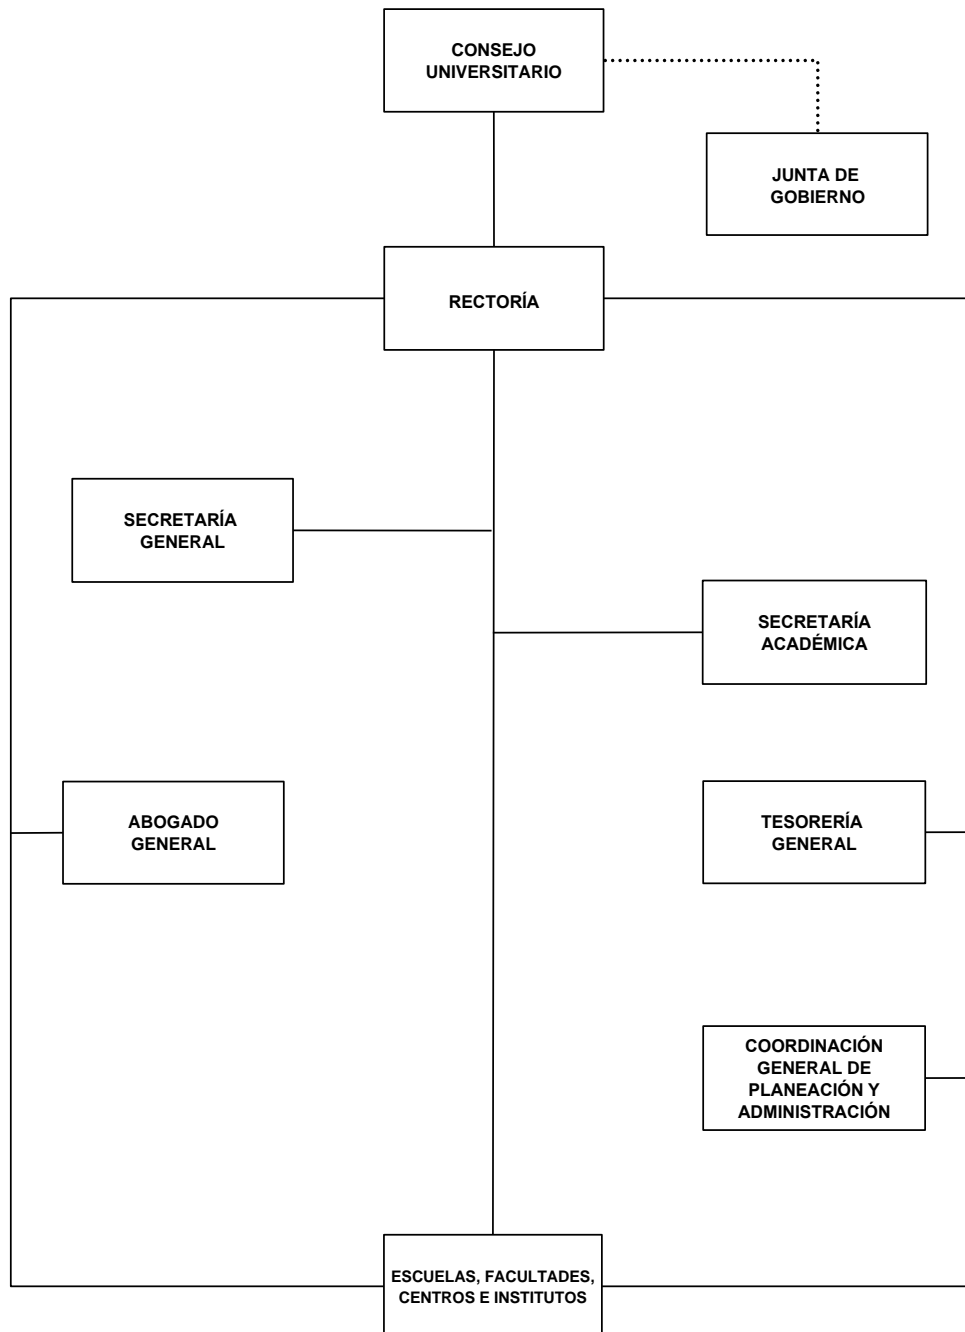 CONSEJO
UNIVERSITARIO
JUNTA DE
GOBIERNO
RECTORÍA
SECRETARÍA
GENERAL
SECRETARÍA
ACADÉMICA
ABOGADO
GENERAL
TESORERÍA
GENERAL
COORDINACIÓN
GENERAL DE
PLANEACIÓN Y
ADMINISTRACIÓN
ESCUELAS, FACULTADES,
CENTROS E INSTITUTOS